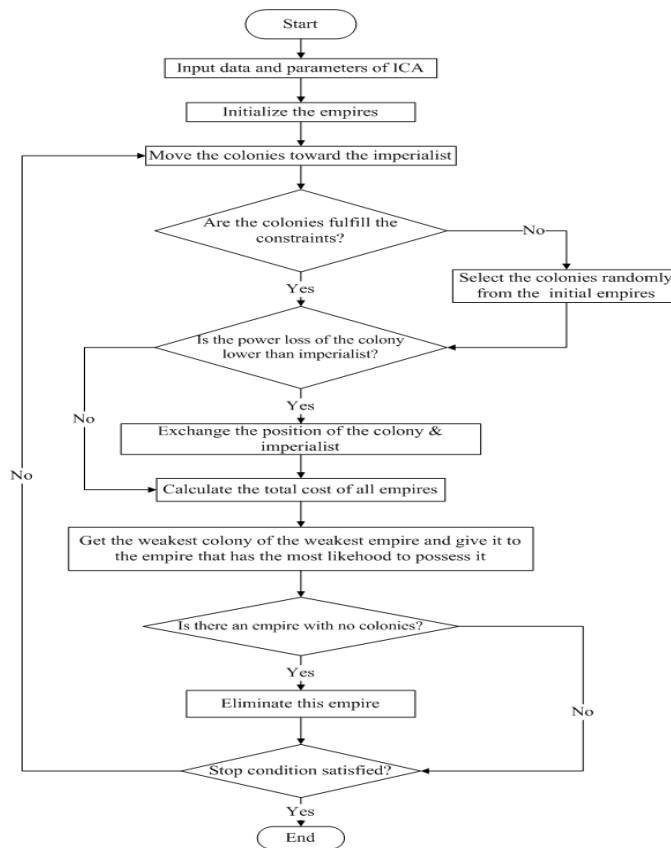 Start
Input data and parameters of ICA
Initialize the empires
Move the colonies toward the imperialist
Are the colonies fulfill the
constraints?
No
Select the colonies randomly
from the initial empires
Yes
Is the power loss of the colony
lower than imperialist?
No
Yes
Exchange the position of the colony &
imperialist
No
Calculate the total cost of all empires
Get the weakest colony of the weakest empire and give it to
the empire that has the most likehood to possess it
Is there an empire with no colonies?
Yes
Eliminate this empire
No
Stop condition satisfied?
Yes
End